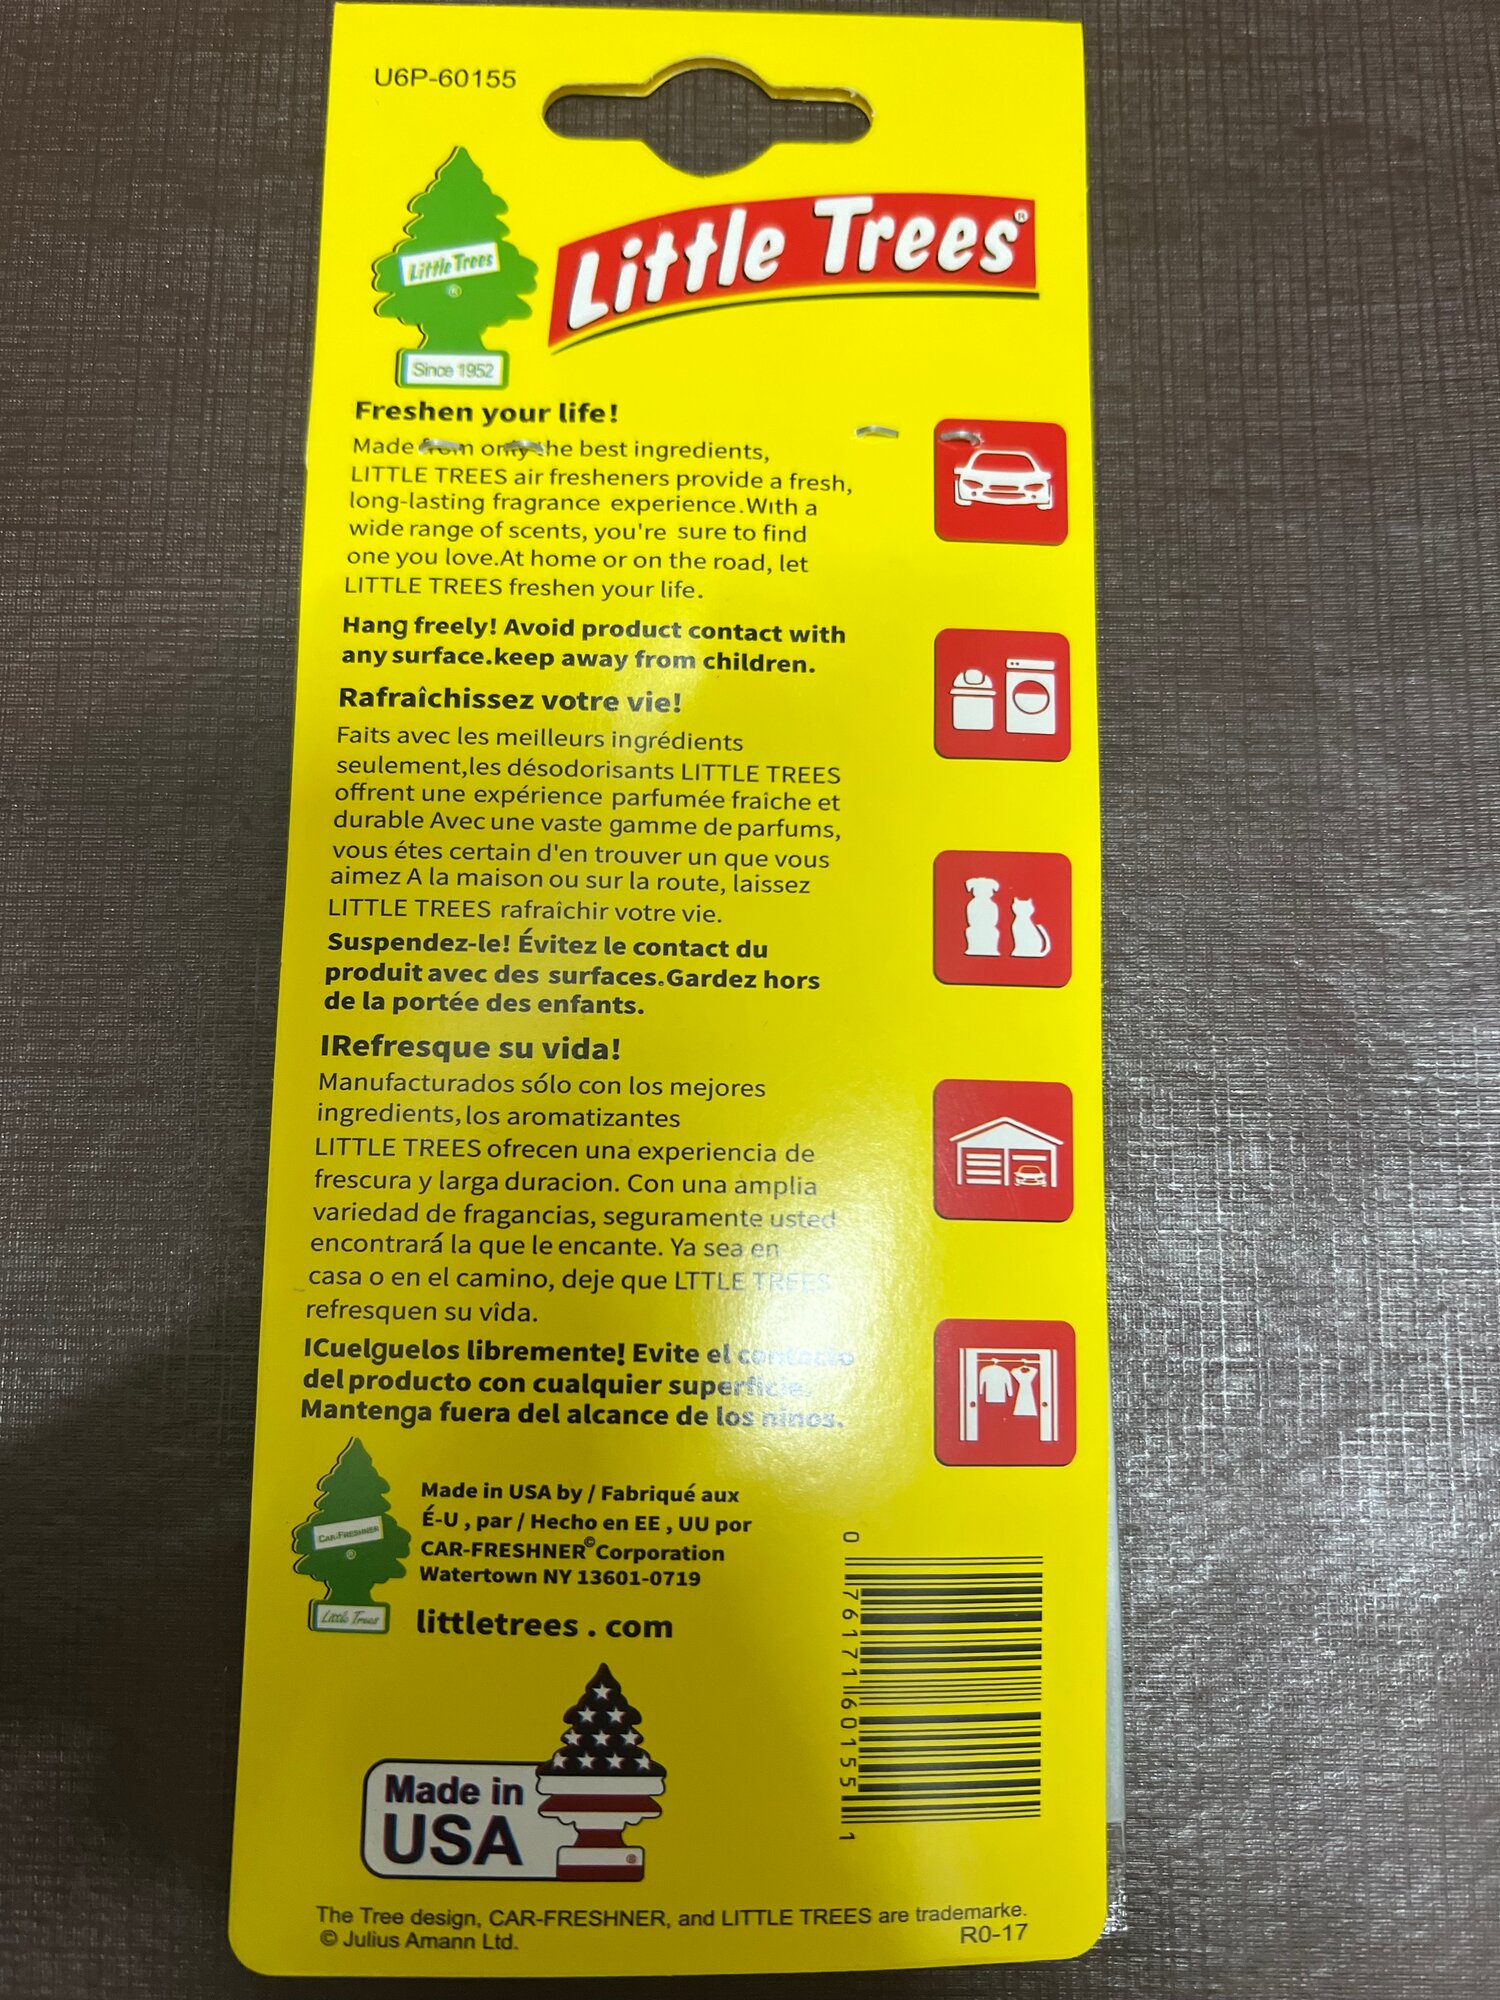 U6P-60155
Little Trees®
Little Trees
®
Since 1952
Freshen your life!
Made from only the best ingredients,
LITTLE TREES air fresheners provide a fresh,
long-lasting fragrance experience.With a
wide range of scents, you're sure to find
one you love.At home or on the road, let
LITTLE TREES freshen your life.
Hang freely! Avoid product contact with
any surface.keep away from children.
Rafraîchissez votre vie!
Faits avec les meilleurs ingrédients
seulement,les désodorisants LITTLE TREES
offrent une expérience parfumée fraîche et
durable Avec une vaste gamme de parfums,
vous étes certain d'en trouver un que vous
aimez A la maison ou sur la route, laissez
LITTLE TREES rafraîchir votre vie.
Suspendez-le! Évitez le contact du
produit avec des surfaces.Gardez hors
de la portée des enfants.
IRefresque su vida!
Manufacturados sólo con los mejores
ingredients,los aromatizantes
LITTLE TREES ofrecen una experiencia de
frescura y larga duracion. Con una amplia
variedad de fragancias, seguramente usted
encontrará la que le encante. Ya sea en
casa o en el camino, deje que LTTLE TREES
refresquen su vîda.
ICuelguelos libremente! Evite el contacto
del producto con cualquier superficie.
Mantenga fuera del alcance de los ninos.
CAR-FRESHNER
®
Little Trees
Made in USA by / Fabriqué aux
É-U , par / Hecho en EE , UU por
CAR-FRESHNER©Corporation
Watertown NY 13601-0719
littletrees . com
0 76171 60155 1
Made in
USA
®
The Tree design, CAR-FRESHNER, and LITTLE TREES are trademarke.
© Julius Amann Ltd.
R0-17